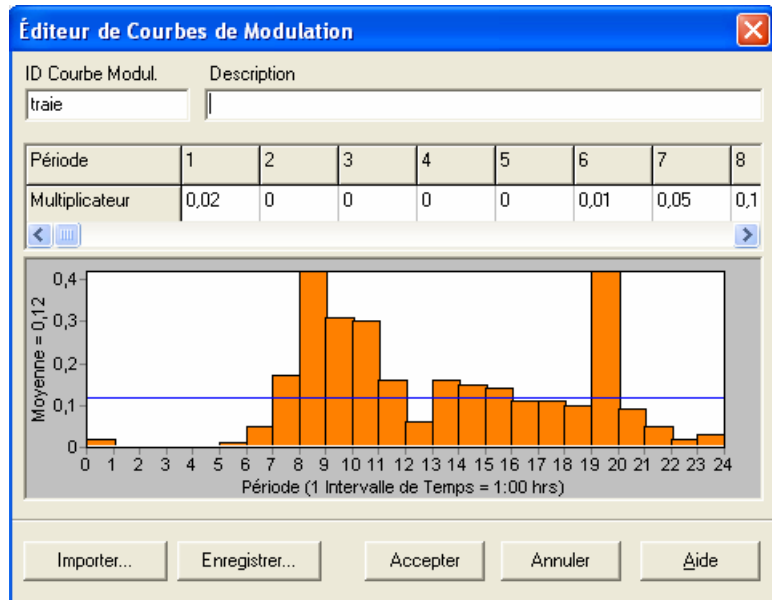 Éditeur de Courbes de Modulation
ID Courbe Modul. Description
traie
Période 1 2 3 4 5 6 7 8
Multiplicateur 0,02 0 0 0 0 0,01 0,05 0,1
Moyenne = 0,12
0,4
0,3
0,2
0,1
0
0 1 2 3 4 5 6 7 8 9 10 11 12 13 14 15 16 17 18 19 20 21 22 23 24
Période (1 Intervalle de Temps = 1:00 hrs)
Importer... Enregistrer... Accepter Annuler Aide